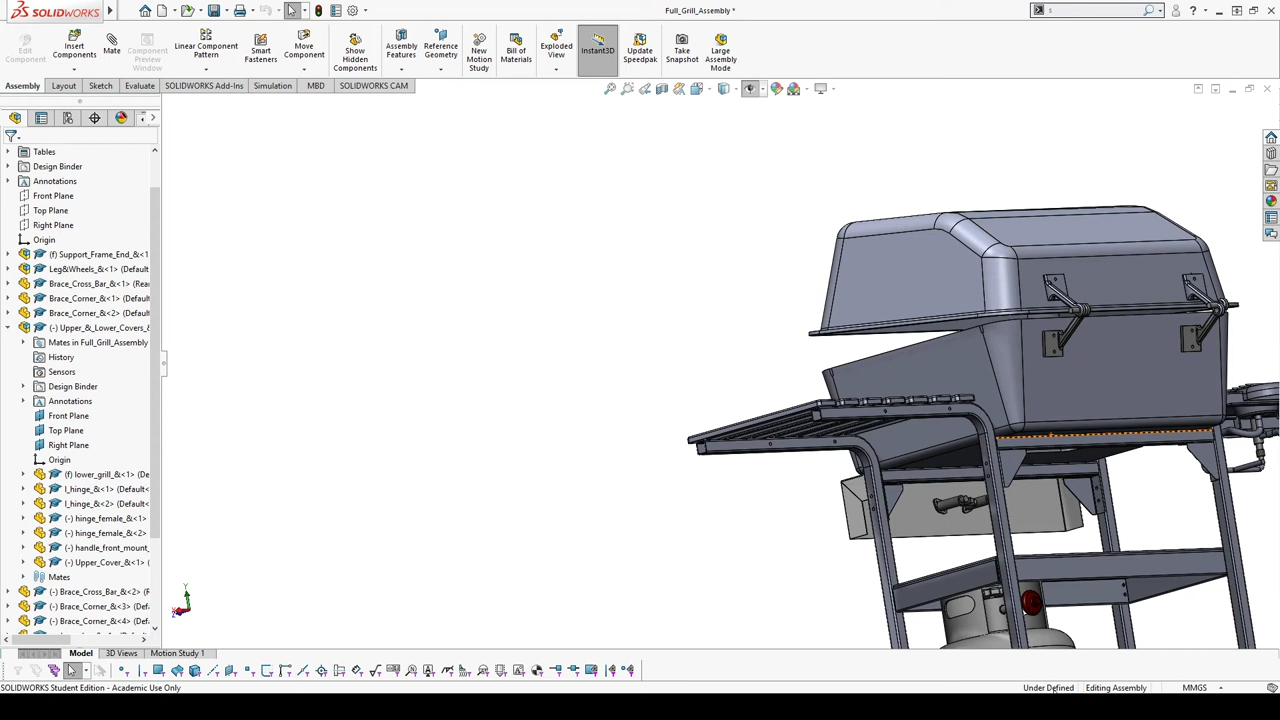 SOLIDWORKS
Full_Grill_Assembly *
s
Edit Component
Insert Components
Mate
Component Preview Window
Linear Component Pattern
Smart Fasteners
Move Component
Show Hidden Components
Assembly Features
Reference Geometry
New Motion Study
Bill of Materials
Exploded View
Instant3D
Update Speedpak
Take Snapshot
Large Assembly Mode
Assembly
Layout
Sketch
Evaluate
SOLIDWORKS Add-Ins
Simulation
MBD
SOLIDWORKS CAM
Tables
Design Binder
Annotations
Front Plane
Top Plane
Right Plane
Origin
(f) Support_Frame_End_&<1>
Leg&Wheels_&<1> (Default
Brace_Cross_Bar_&<1> (Rea
Brace_Corner_&<1> (Default
Brace_Corner_&<2> (Default
(-) Upper_&_Lower_Covers_&
Mates in Full_Grill_Assembly
History
Sensors
Design Binder
Annotations
Front Plane
Top Plane
Right Plane
Origin
(f) lower_grill_&<1> (De
l_hinge_&<1> (Default
l_hinge_&<2> (Default
(-) hinge_female_&<1>
(-) hinge_female_&<2>
(-) handle_front_mount_
(-) Upper_Cover_&<1>
Mates
(-) Brace_Cross_Bar_&<2> (R
(-) Brace_Corner_&<3> (Def
(-) Brace_Corner_&<4> (Def
Y
Model
3D Views
Motion Study 1
SOLIDWORKS Student Edition - Academic Use Only
Under Defined
Editing Assembly
MMGS